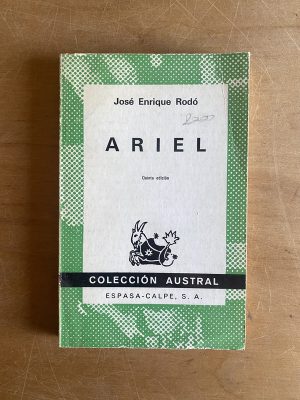 José Enrique Rodó
ARIEL
Quinta edición
COLECCIÓN AUSTRAL
ESPASA-CALPE, S. A.